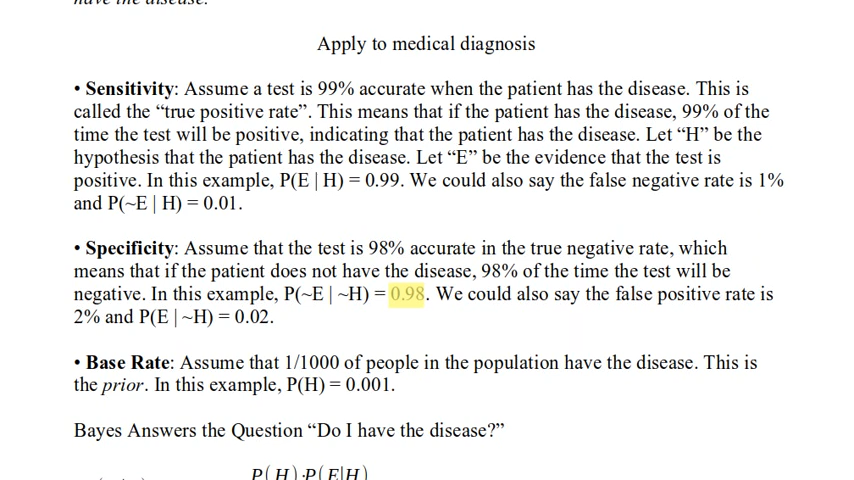 have the disease.
Apply to medical diagnosis
• Sensitivity: Assume a test is 99% accurate when the patient has the disease. This is
called the “true positive rate”. This means that if the patient has the disease, 99% of the
time the test will be positive, indicating that the patient has the disease. Let “H” be the
hypothesis that the patient has the disease. Let “E” be the evidence that the test is
positive. In this example, P(E | H) = 0.99. We could also say the false negative rate is 1%
and P(~E | H) = 0.01.
• Specificity: Assume that the test is 98% accurate in the true negative rate, which
means that if the patient does not have the disease, 98% of the time the test will be
negative. In this example, P(~E | ~H) = 0.98. We could also say the false positive rate is
2% and P(E | ~H) = 0.02.
• Base Rate: Assume that 1/1000 of people in the population have the disease. This is
the prior. In this example, P(H) = 0.001.
Bayes Answers the Question “Do I have the disease?”
P(H)·P(E|H)